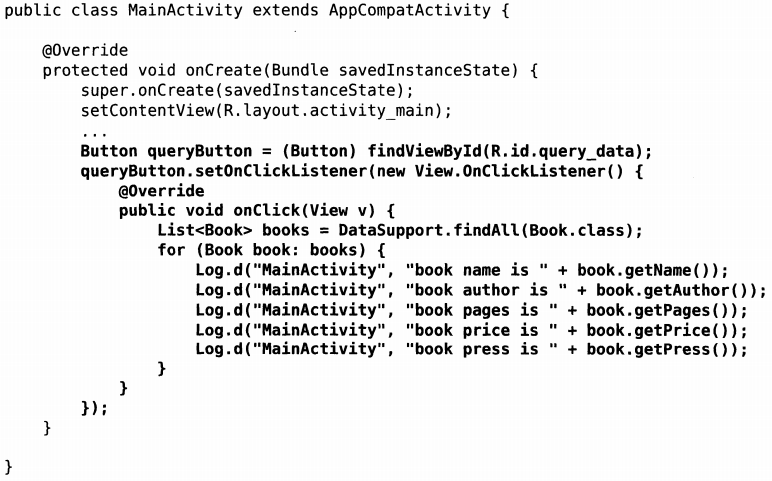 public class MainActivity extends AppCompatActivity {
@Override
protected void onCreate(Bundle savedInstanceState) {
super.onCreate(savedInstanceState);
setContentView(R.layout.activity_main);
...
Button queryButton = (Button) findViewById(R.id.query_data);
queryButton.setOnClickListener(new View.OnClickListener() {
@Override
public void onClick(View v) {
List<Book> books = DataSupport.findAll(Book.class);
for (Book book: books) {
Log.d("MainActivity", "book name is " + book.getName());
Log.d("MainActivity", "book author is " + book.getAuthor());
Log.d("MainActivity", "book pages is " + book.getPages());
Log.d("MainActivity", "book price is " + book.getPrice());
Log.d("MainActivity", "book press is " + book.getPress());
}
}
});
}
}